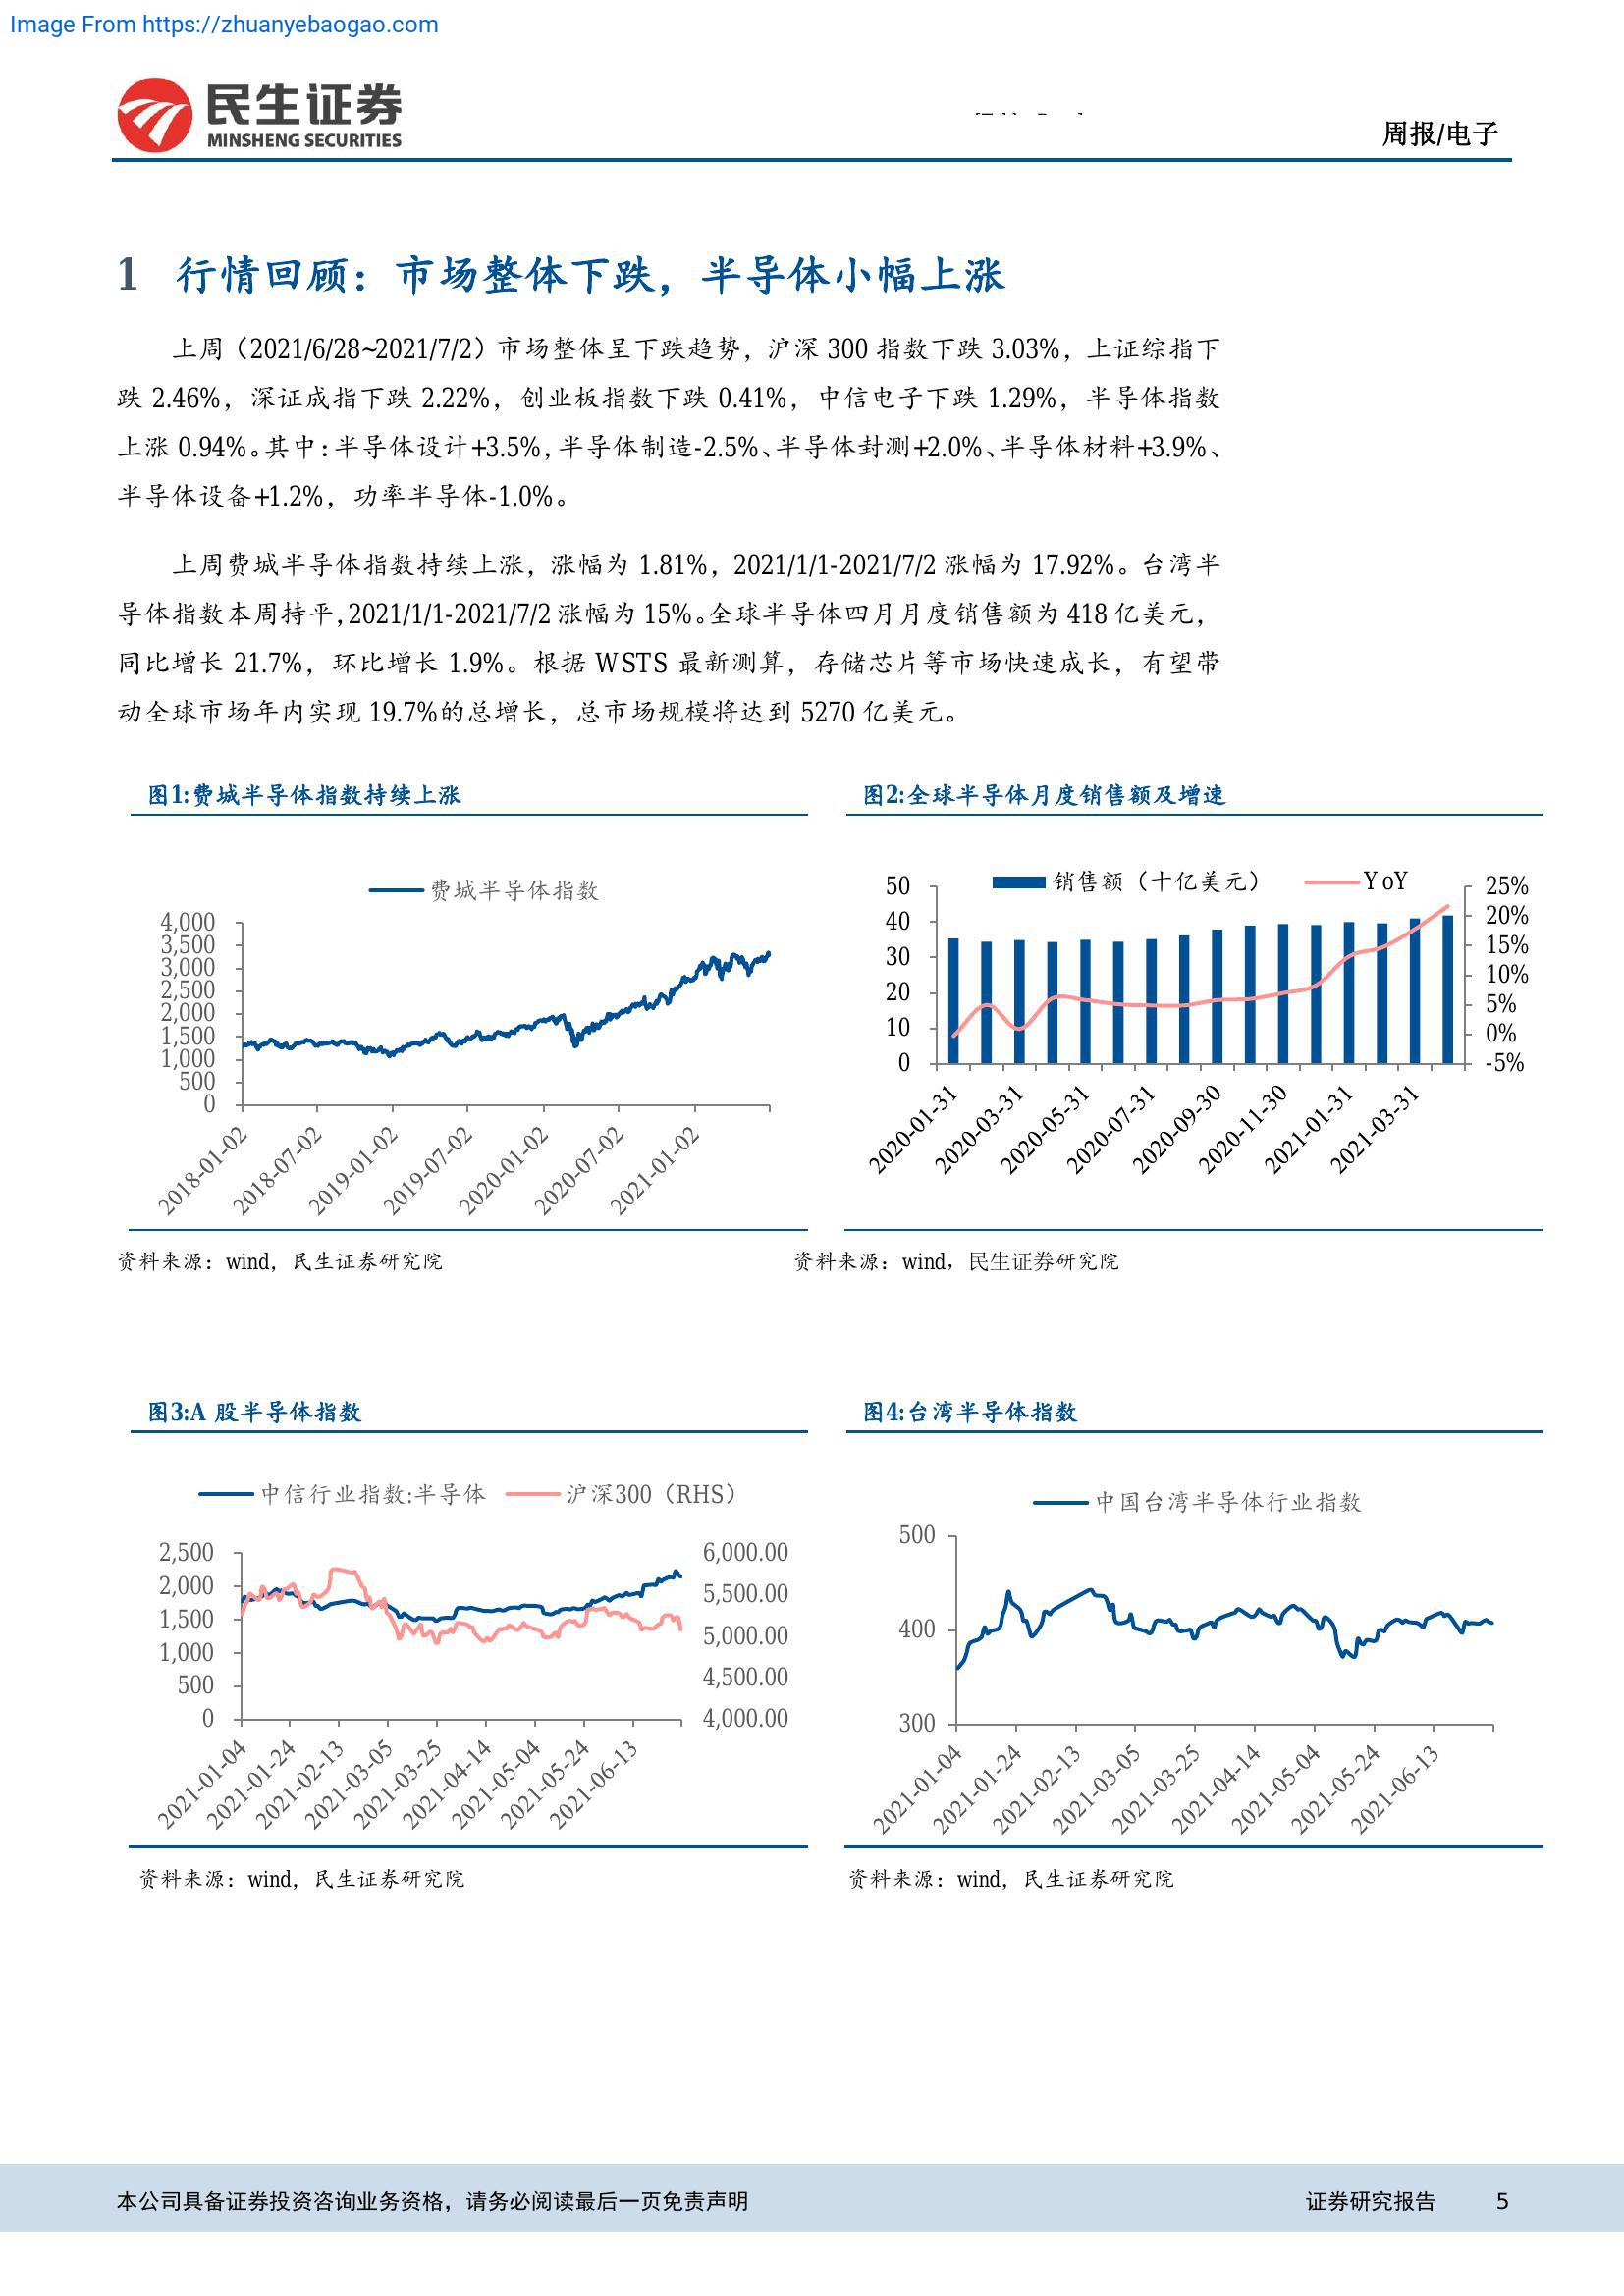 Image From https://zhuanyebaogao.com
民生证券
MINSHENG SECURITIES
周报/电子
1 行情回顾：市场整体下跌，半导体小幅上涨
上周（2021/6/28~2021/7/2）市场整体呈下跌趋势，沪深 300 指数下跌 3.03%，上证综指下
跌 2.46%，深证成指下跌 2.22%，创业板指数下跌 0.41%，中信电子下跌 1.29%，半导体指数
上涨 0.94%。其中：半导体设计+3.5%，半导体制造-2.5%、半导体封测+2.0%、半导体材料+3.9%、
半导体设备+1.2%，功率半导体-1.0%。
上周费城半导体指数持续上涨，涨幅为 1.81%，2021/1/1-2021/7/2 涨幅为 17.92%。台湾半
导体指数本周持平，2021/1/1-2021/7/2 涨幅为 15%。全球半导体四月月度销售额为 418 亿美元，
同比增长 21.7%，环比增长 1.9%。根据 WSTS 最新测算，存储芯片等市场快速成长，有望带
动全球市场年内实现 19.7%的总增长，总市场规模将达到 5270 亿美元。
图1:费城半导体指数持续上涨
费城半导体指数
4,000
3,500
3,000
2,500
2,000
1,500
1,000
500
0
2018-01-02
2018-07-02
2019-01-02
2019-07-02
2020-01-02
2020-07-02
2021-01-02
资料来源：wind，民生证券研究院
图2:全球半导体月度销售额及增速
销售额（十亿美元）
YoY
50
40
30
20
10
0
25%
20%
15%
10%
5%
0%
-5%
2020-01-31
2020-03-31
2020-05-31
2020-07-31
2020-09-30
2020-11-30
2021-01-31
2021-03-31
资料来源：wind，民生证券研究院
图3:A 股半导体指数
中信行业指数:半导体
沪深300（RHS）
2,500
2,000
1,500
1,000
500
0
6,000.00
5,500.00
5,000.00
4,500.00
4,000.00
2021-01-04
2021-01-24
2021-02-13
2021-03-05
2021-03-25
2021-04-14
2021-05-04
2021-05-24
2021-06-13
资料来源：wind，民生证券研究院
图4:台湾半导体指数
中国台湾半导体行业指数
500
400
300
2021-01-04
2021-01-24
2021-02-13
2021-03-05
2021-03-25
2021-04-14
2021-05-04
2021-05-24
2021-06-13
资料来源：wind，民生证券研究院
本公司具备证券投资咨询业务资格，请务必阅读最后一页免责声明
证券研究报告 5